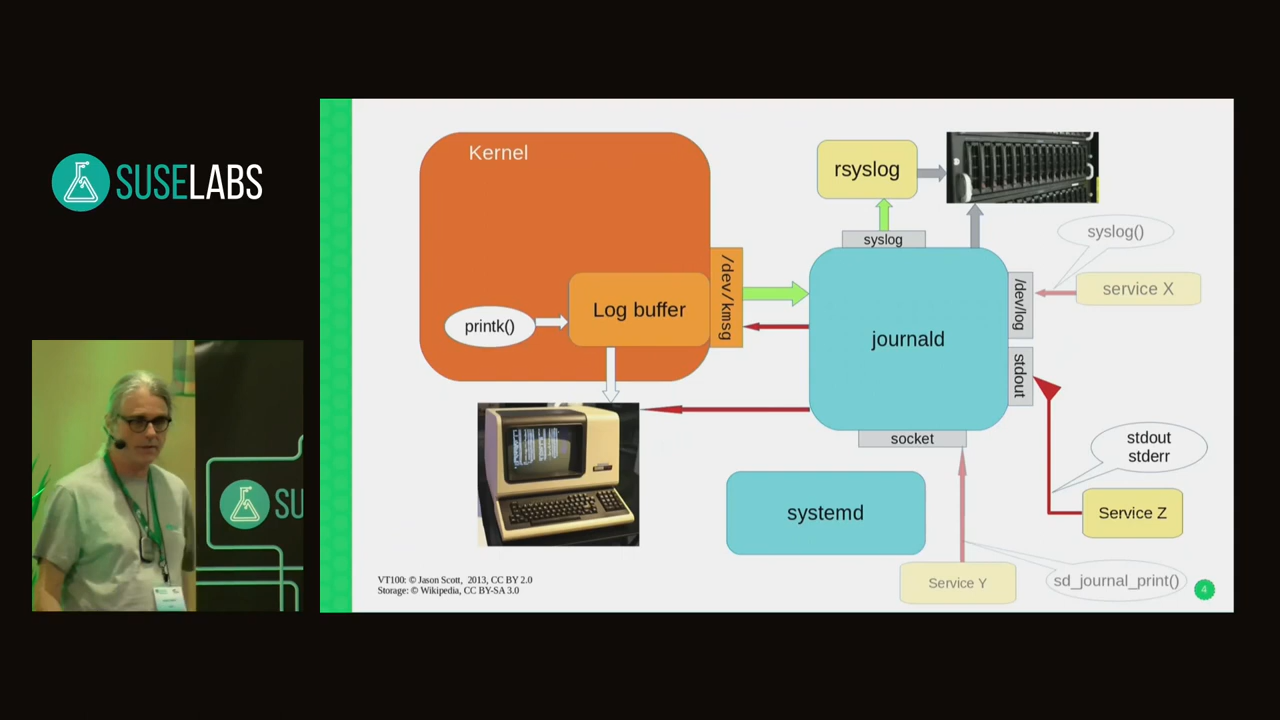 SUSELABS
Kernel
printk()
Log buffer
/dev/kmsg
rsyslog
syslog
journald
/dev/log
stdout
socket
syslog()
service X
stdout
stderr
Service Z
systemd
Service Y
sd_journal_print()
VT100: © Jason Scott, 2013, CC BY 2.0
Storage: © Wikipedia, CC BY-SA 3.0
4
SU